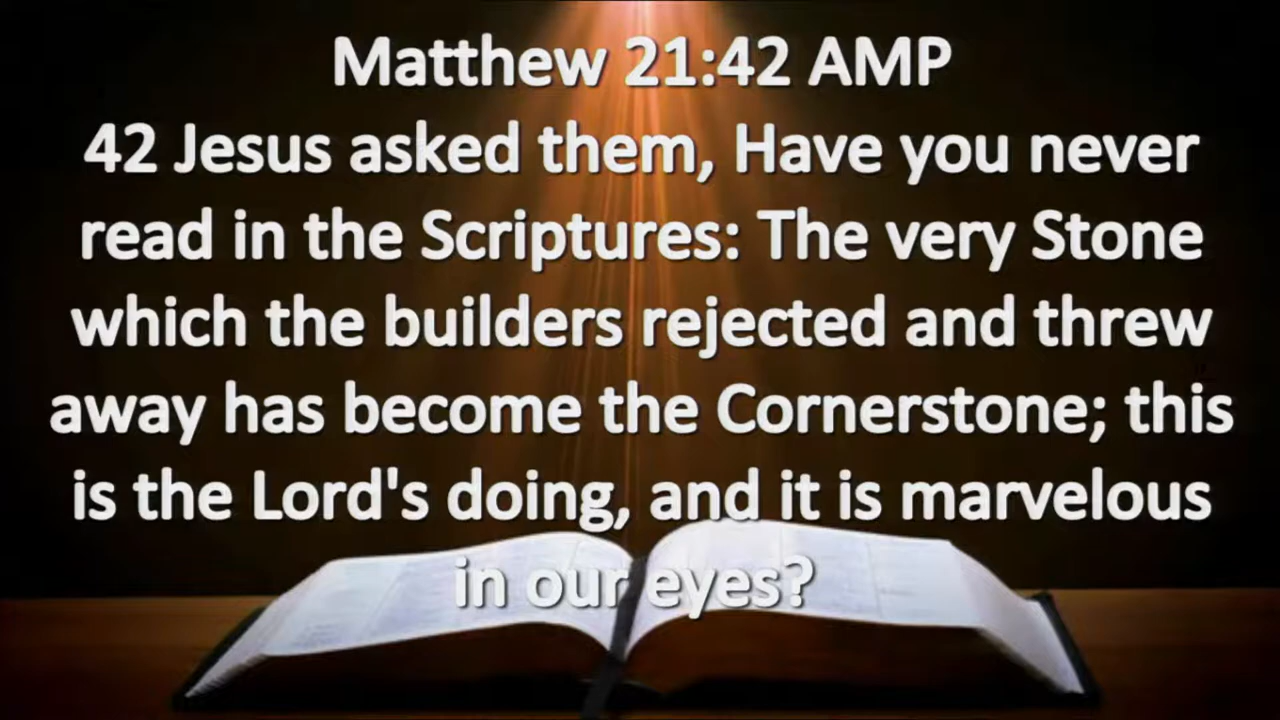 Matthew 21:42 AMP
42 Jesus asked them, Have you never
read in the Scriptures: The very Stone
which the builders rejected and threw
away has become the Cornerstone; this
is the Lord's doing, and it is marvelous
in our eyes?